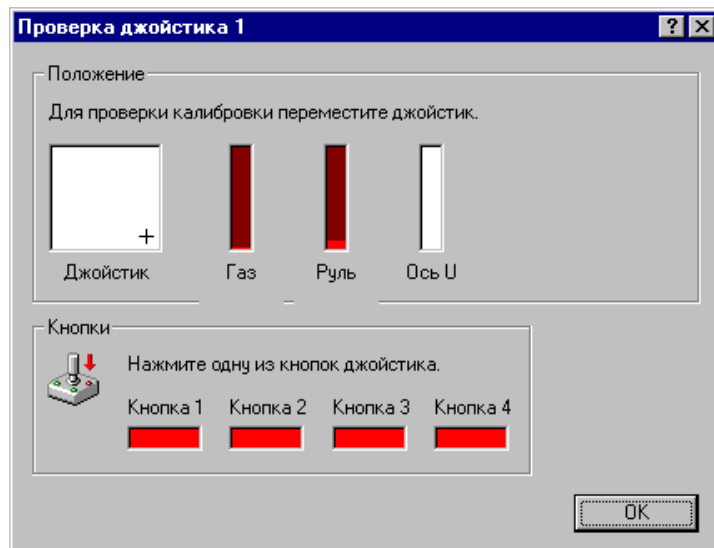 Проверка джойстика 1
Положение
Для проверки калибровки переместите джойстик.
Джойстик Газ Руль Ось U
Кнопки
Нажмите одну из кнопок джойстика.
Кнопка 1 Кнопка 2 Кнопка 3 Кнопка 4
OK